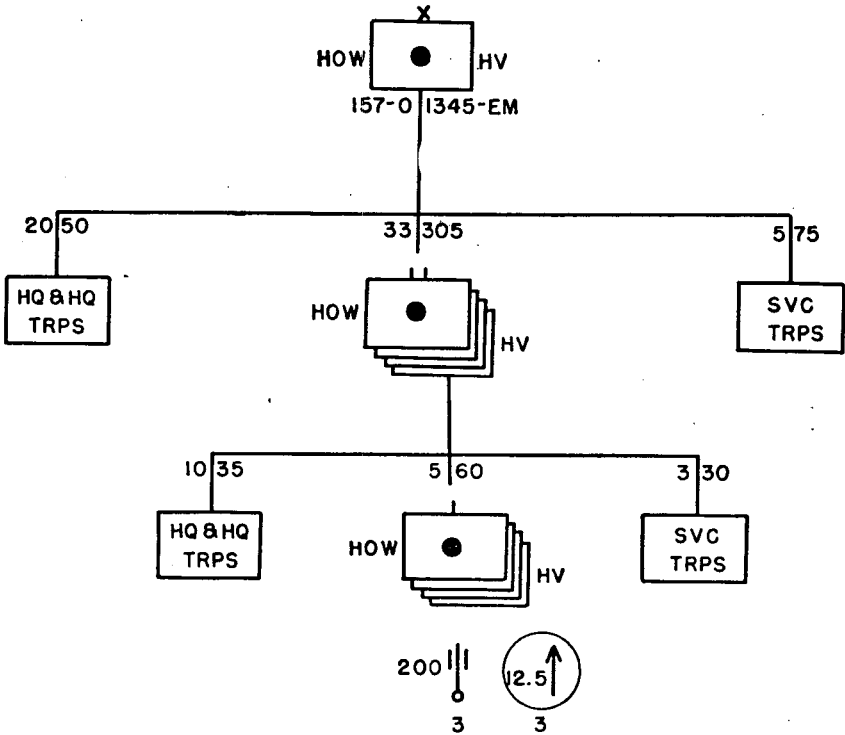 X
HOW HV
157-O 1345-EM
20 50
33 305
5 75
HQ & HQ
TRPS
HOW HV
SVC
TRPS
10 35
5 60
3 30
HQ & HQ
TRPS
HOW HV
SVC
TRPS
200
12.5
3
3